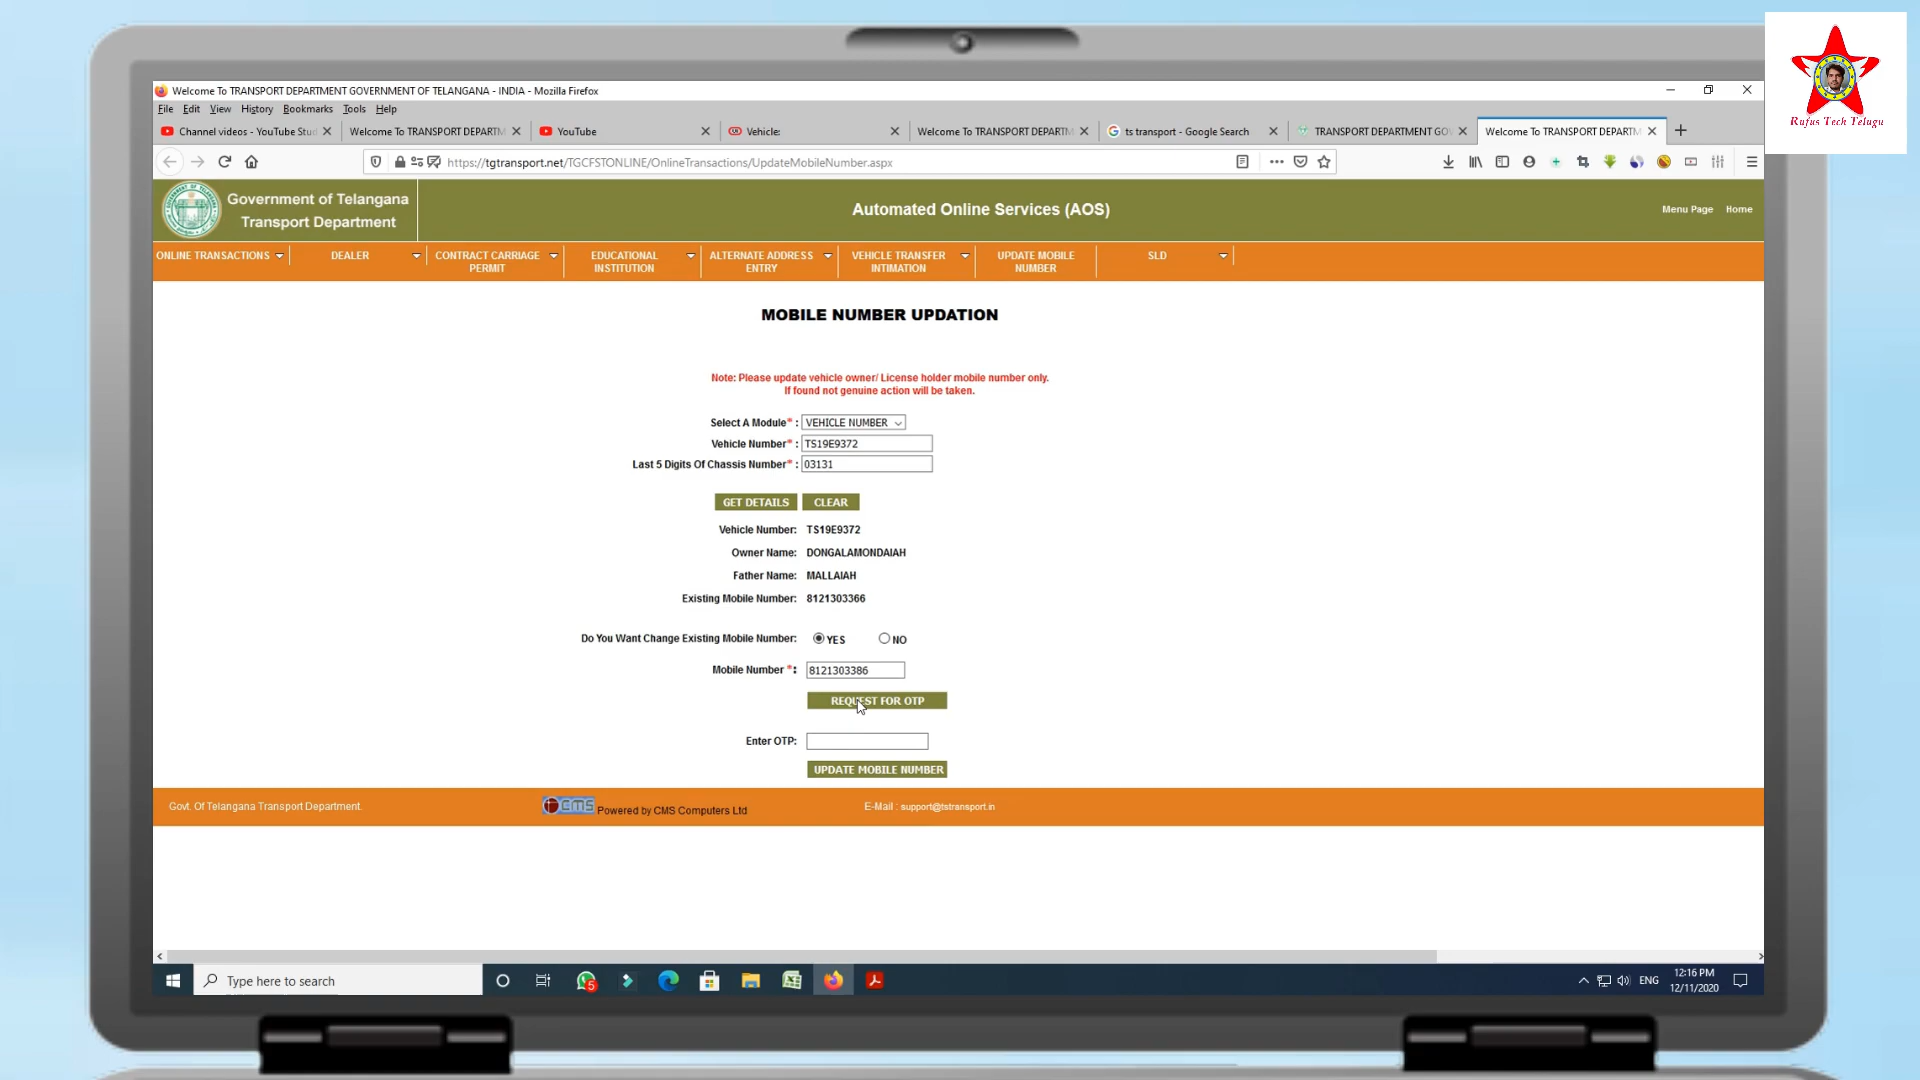 Rufus Tech Telugu
Welcome To TRANSPORT DEPARTMENT GOVERNMENT OF TELANGANA - INDIA - Mozilla Firefox
File Edit View History Bookmarks Tools Help
Channel videos - YouTube Stud
Welcome To TRANSPORT DEPARTM
YouTube
Vehicle:
Welcome To TRANSPORT DEPARTM
ts transport - Google Search
TRANSPORT DEPARTMENT GO
Welcome To TRANSPORT DEPARTM
https://tgtransport.net/TGCFSTONLINE/OnlineTransactions/UpdateMobileNumber.aspx
Government of Telangana
Transport Department
Automated Online Services (AOS)
Menu Page Home
ONLINE TRANSACTIONS
DEALER
CONTRACT CARRIAGE
PERMIT
EDUCATIONAL
INSTITUTION
ALTERNATE ADDRESS
ENTRY
VEHICLE TRANSFER
INTIMATION
UPDATE MOBILE
NUMBER
SLD
MOBILE NUMBER UPDATION
Note: Please update vehicle owner/ License holder mobile number only.
If found not genuine action will be taken.
Select A Module* : VEHICLE NUMBER
Vehicle Number* : TS19E9372
Last 5 Digits Of Chassis Number* : 03131
GET DETAILS CLEAR
Vehicle Number: TS19E9372
Owner Name: DONGALAMONDAIAH
Father Name: MALLAIAH
Existing Mobile Number: 8121303366
Do You Want Change Existing Mobile Number: YES NO
Mobile Number *: 8121303386
REQUEST FOR OTP
Enter OTP:
UPDATE MOBILE NUMBER
Govt. Of Telangana Transport Department.
CMS Powered by CMS Computers Ltd
E-Mail : support@tstransport.in
Type here to search
5
ENG
12:16 PM
12/11/2020